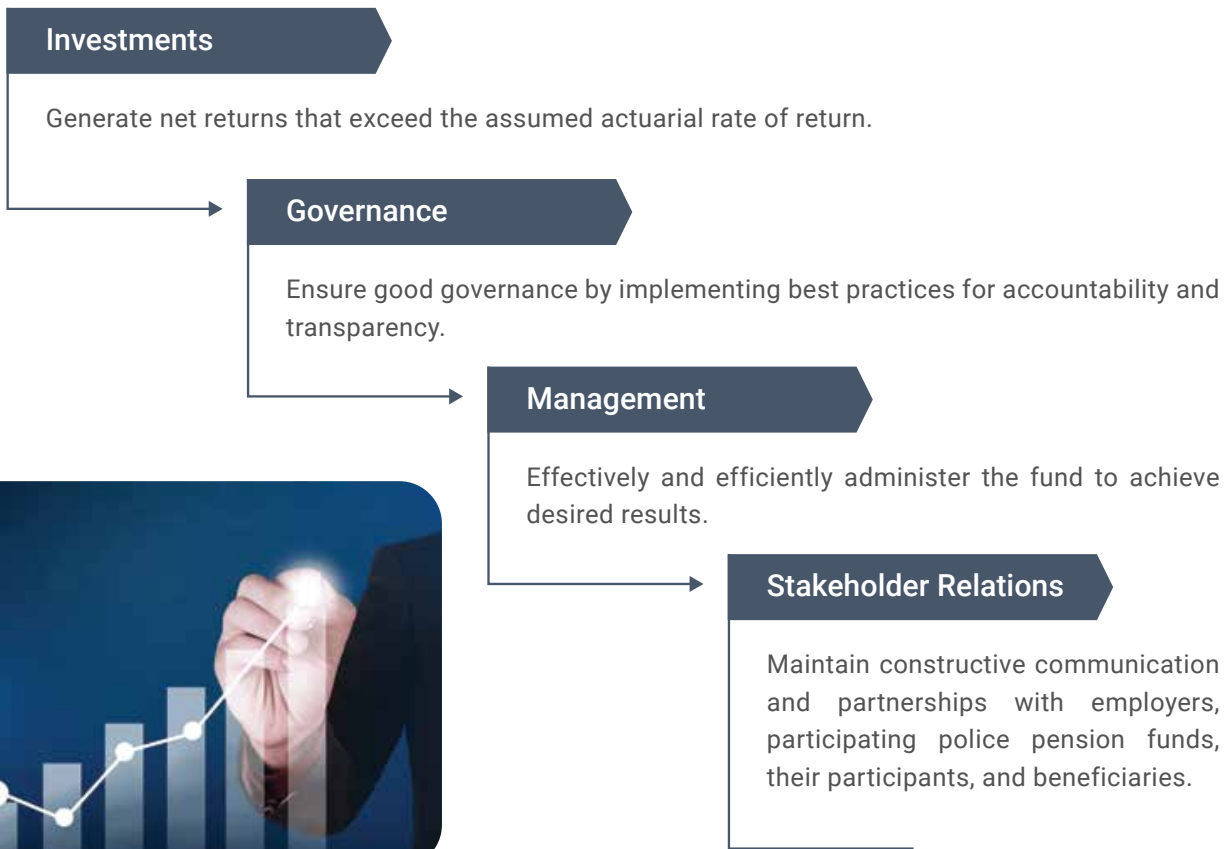 Investments
Generate net returns that exceed the assumed actuarial rate of return.
Governance
Ensure good governance by implementing best practices for accountability and
transparency.
Management
Effectively and efficiently administer the fund to achieve
desired results.
Stakeholder Relations
Maintain constructive communication
and partnerships with employers,
participating police pension funds,
their participants, and beneficiaries.